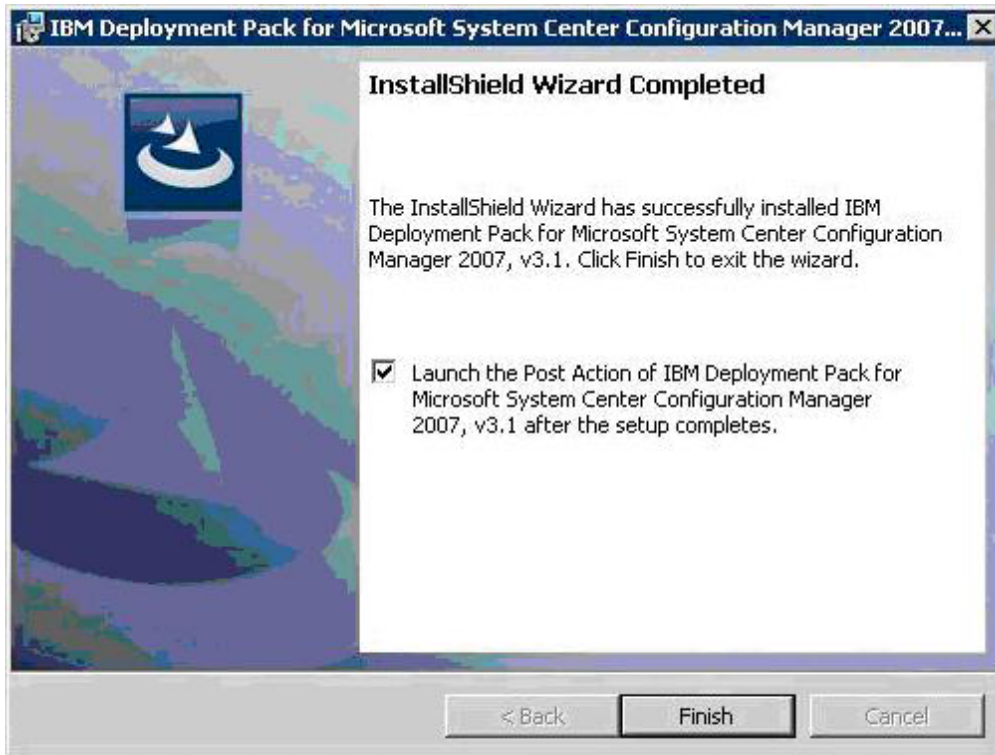 IBM Deployment Pack for Microsoft System Center Configuration Manager 2007...
InstallShield Wizard Completed
The InstallShield Wizard has successfully installed IBM
Deployment Pack for Microsoft System Center Configuration
Manager 2007, v3.1. Click Finish to exit the wizard.
Launch the Post Action of IBM Deployment Pack for
Microsoft System Center Configuration Manager
2007, v3.1 after the setup completes.
< Back
Finish
Cancel